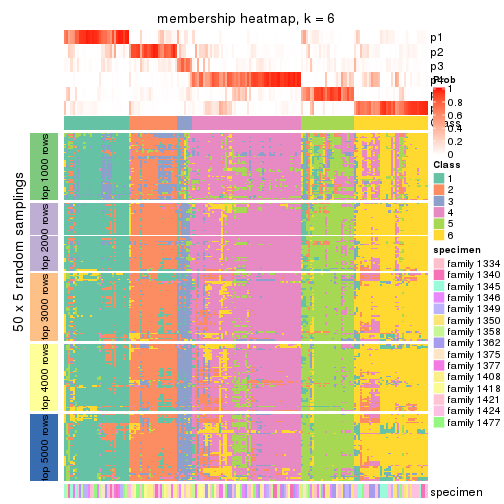 membership heatmap, k = 6
p1
p2
p3
Prob
1
0.8
0.6
0.4
0.2
0
Class
1
2
3
4
5
6
specimen
family 1334
family 1340
family 1345
family 1346
family 1349
family 1350
family 1358
family 1362
family 1375
family 1377
family 1408
family 1418
family 1421
family 1424
family 1477
50 x 5 random samplings
top 1000 rows
top 2000 rows
top 3000 rows
top 4000 rows
top 5000 rows
specimen